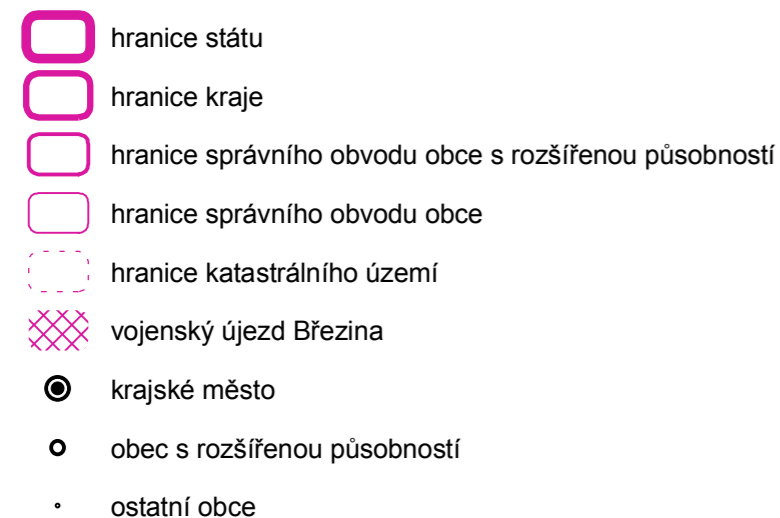 hranice státu
hranice kraje
hranice správního obvodu obce s rozšířenou působností
hranice správního obvodu obce
hranice katastrálního území
vojenský újezd Březina
krajské město
obec s rozšířenou působností
ostatní obce